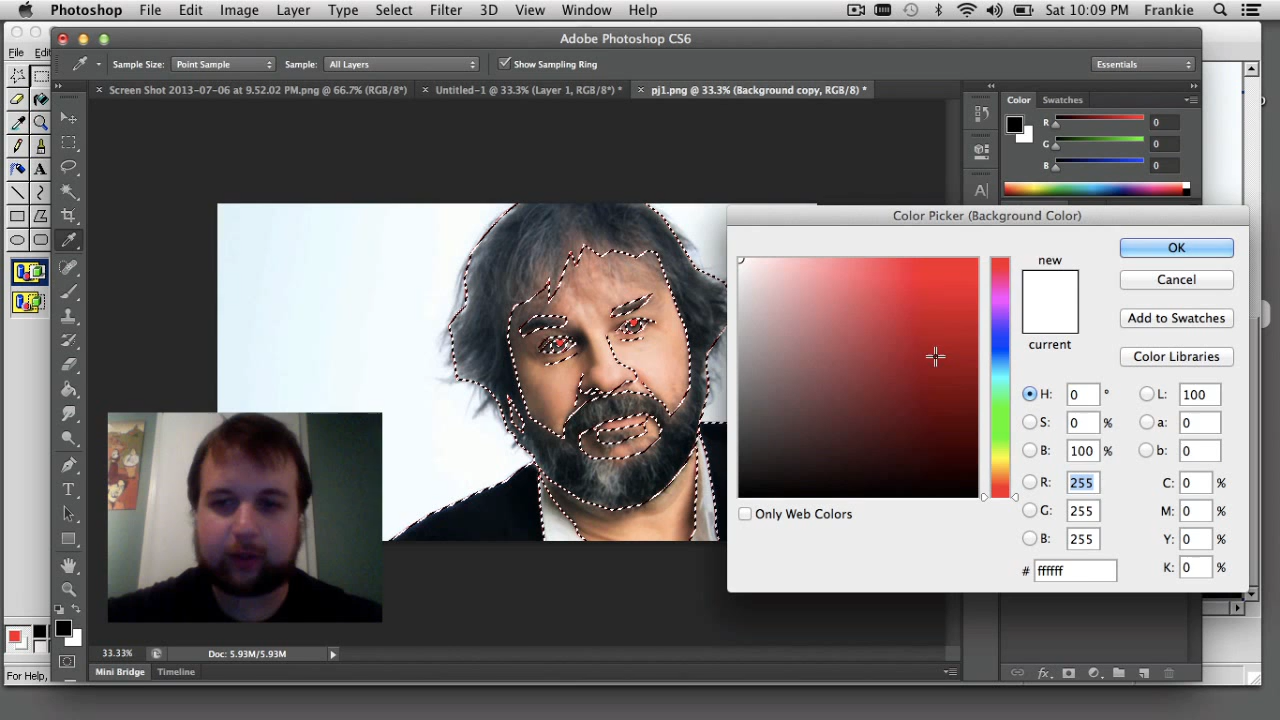 Photoshop File Edit Image Layer Type Select Filter 3D View Window Help Sat 10:09 PM Frankie
Adobe Photoshop CS6
File Edi
Sample Size: Point Sample Sample: All Layers Show Sampling Ring Essentials
Screen Shot 2013-07-06 at 9.52.02 PM.png @ 66.7% (RGB/8*) Untitled-1 @ 33.3% (Layer 1, RGB/8*) * pj1.png @ 33.3% (Background copy, RGB/8) *
Color Swatches
R 0
G 0
B 0
Color Picker (Background Color)
OK
new
Cancel
Add to Swatches
current
Color Libraries
H: 0 ° L: 100
S: 0 % a: 0
B: 100 % b: 0
R: 255 C: 0 %
G: 255 M: 0 %
Only Web Colors
B: 255 Y: 0 %
# ffffff K: 0 %
33.33% Doc: 5.93M/5.93M
Mini Bridge Timeline
For Help,